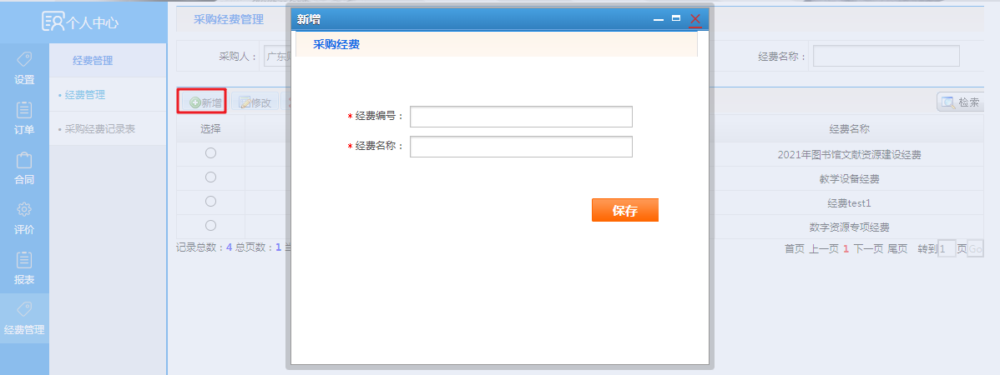 个人中心
设置
订单
合同
评价
报表
经费管理
经费管理
• 经费管理
• 采购经费记录表
采购经费管理
采购人：
广东
经费名称：
新增
修改
检索
选择
经费名称
2021年图书馆文献资源建设经费
教学设备经费
经费test1
数字资源专项经费
记录总数：4 总页数：1
首页 上一页 1 下一页 尾页 转到 1 页 Go
新增
采购经费
* 经费编号：
* 经费名称：
保存